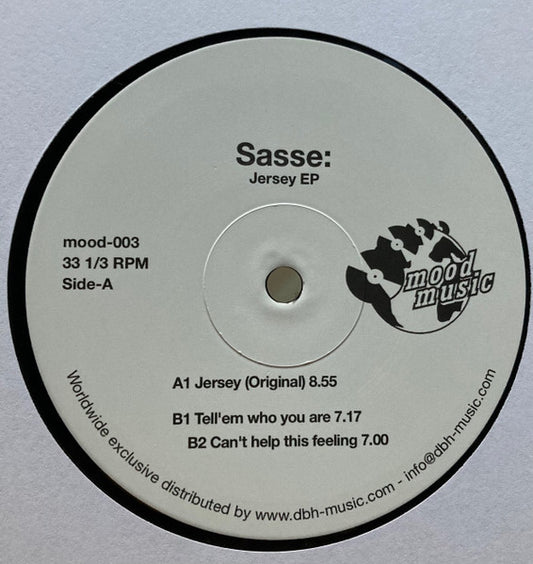 Sasse:
Jersey EP
mood-003
33 1/3 RPM
Side-A
mood
music
A1 Jersey (Original) 8.55
B1 Tell'em who you are 7.17
B2 Can't help this feeling 7.00
Worldwide exclusive distributed by www.dbh-music.com - info@dbh-music.com